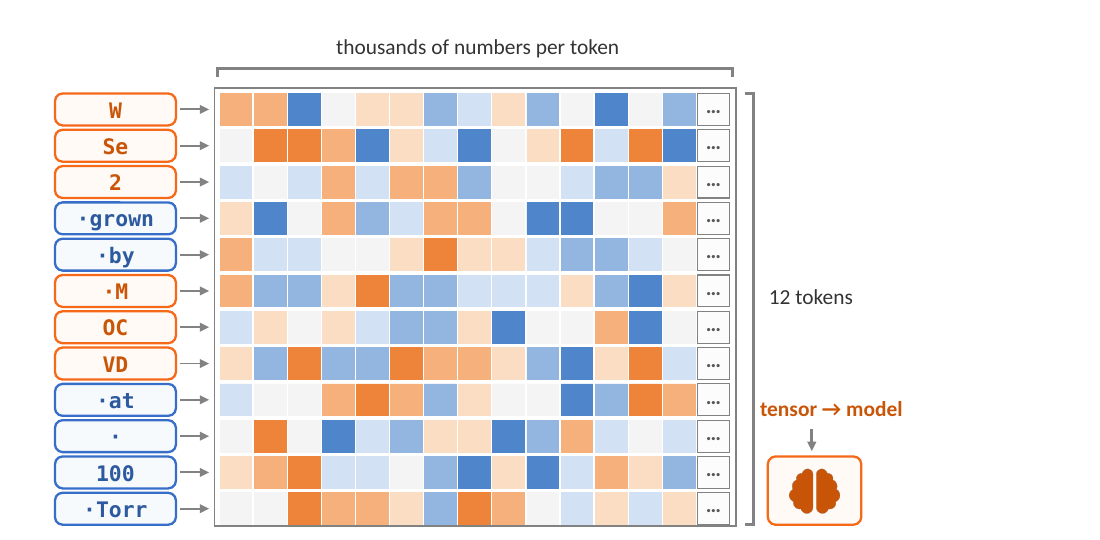 thousands of numbers per token
W ...
Se ...
2 ...
·grown ...
·by ...
·M ...
12 tokens
OC ...
VD ...
·at ...
tensor → model
· ...
100 ...
·Torr ...